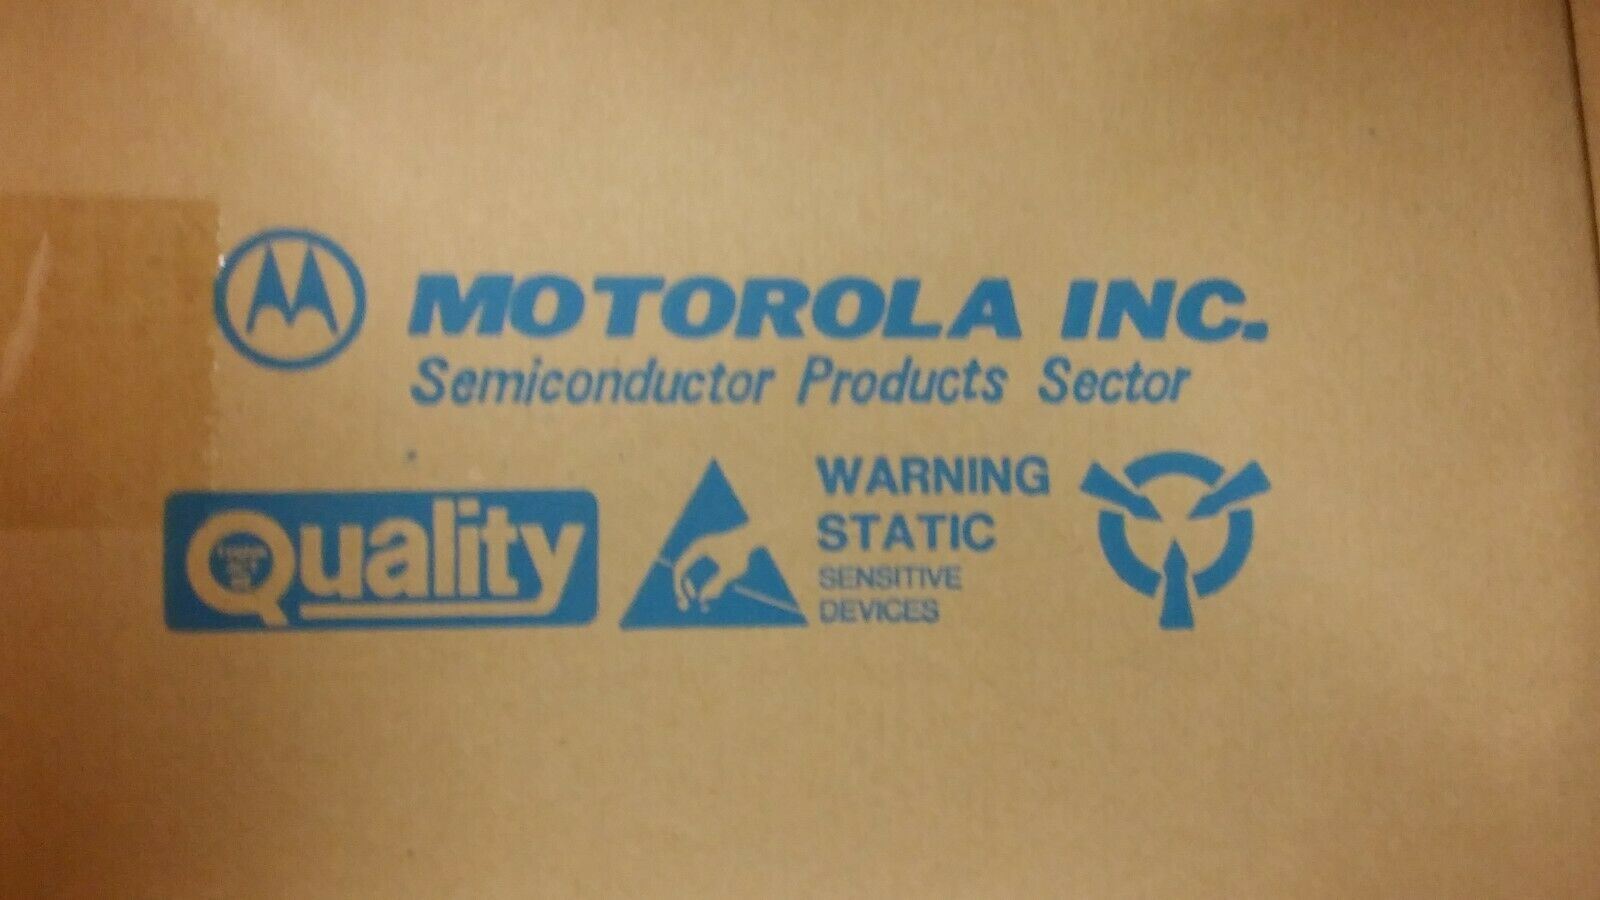 MOTOROLA INC.
Semiconductor Products Sector
Quality
WARNING
STATIC
SENSITIVE
DEVICES